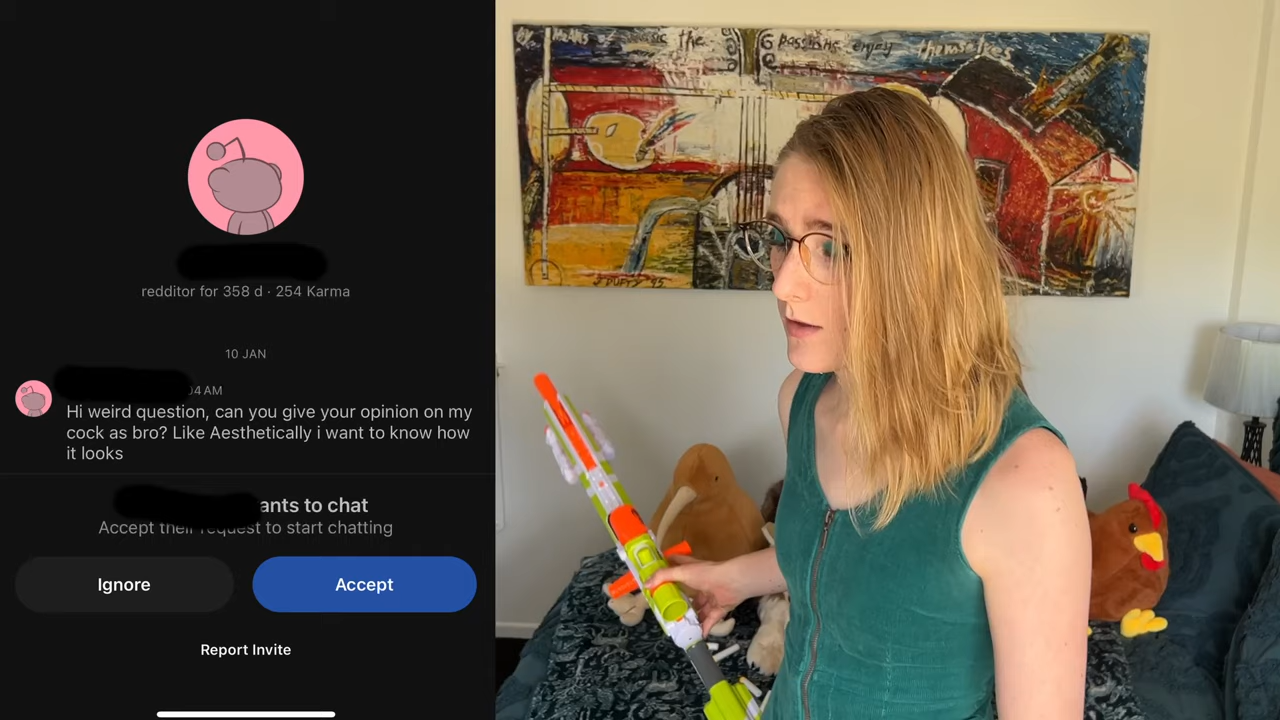 redditor for 358 d · 254 Karma
10 JAN
04 AM
Hi weird question, can you give your opinion on my
cock as bro? Like Aesthetically i want to know how
it looks
ants to chat
Accept their request to start chatting
Ignore
Accept
Report Invite
by
the
passions enjoy
themselves